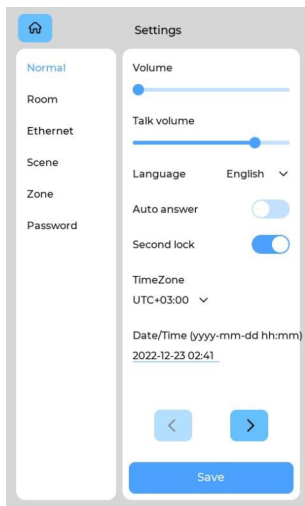 Settings
Normal
Room
Ethernet
Scene
Zone
Password
Volume
Talk volume
Language English
Auto answer
Second lock
TimeZone
UTC+03:00
Date/Time (yyyy-mm-dd hh:mm)
2022-12-23 02:41
Save